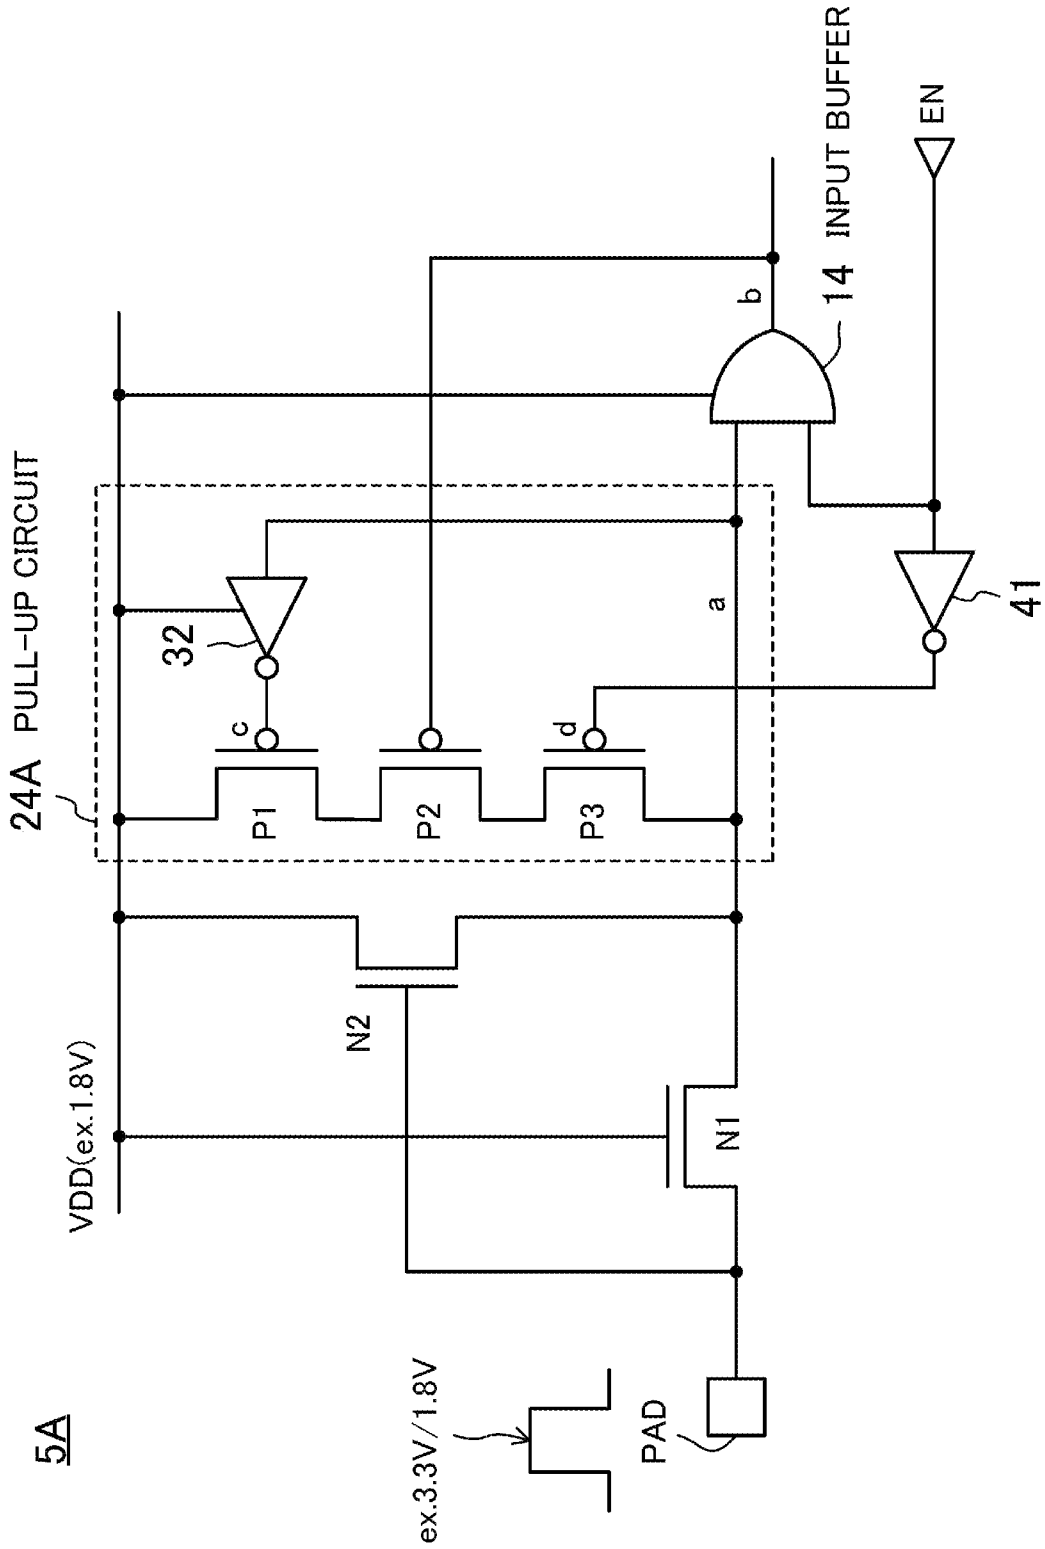 5A
24A PULL-UP CIRCUIT
VDD(ex.1.8V)
32
c
P1
P2
d
P3
N2
a
b
14 INPUT BUFFER
EN
41
N1
ex.3.3V/1.8V
PAD